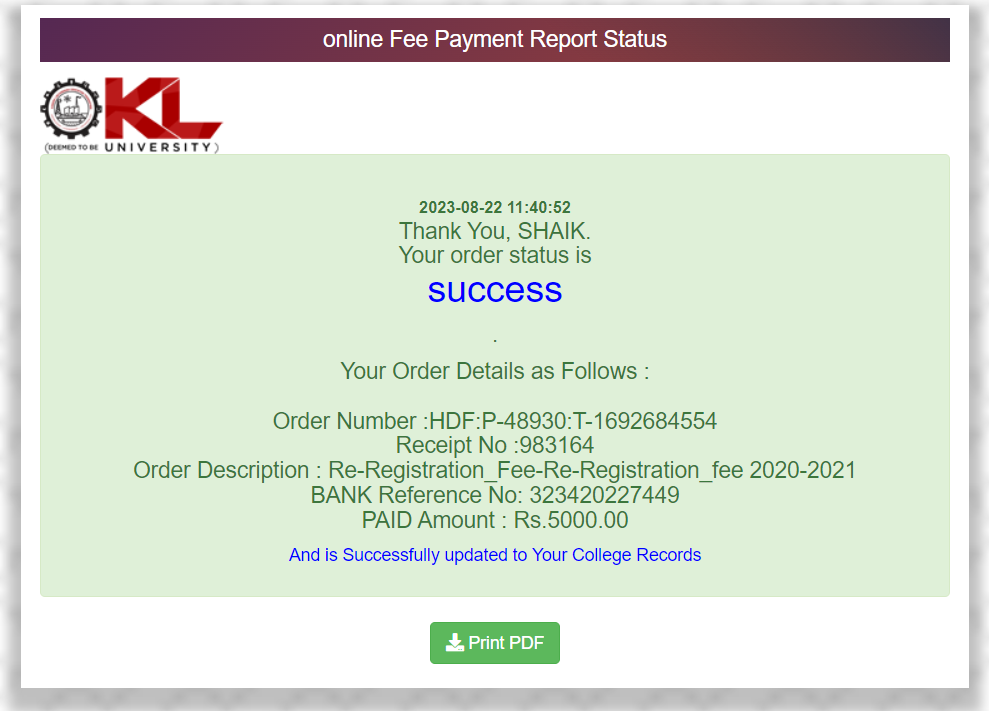 online Fee Payment Report Status
KL
(DEEMED TO BE UNIVERSITY)
2023-08-22 11:40:52
Thank You, SHAIK.
Your order status is
success
.
Your Order Details as Follows :
Order Number :HDF:P-48930:T-1692684554
Receipt No :983164
Order Description : Re-Registration_Fee-Re-Registration_fee 2020-2021
BANK Reference No: 323420227449
PAID Amount : Rs.5000.00
And is Successfully updated to Your College Records
Print PDF